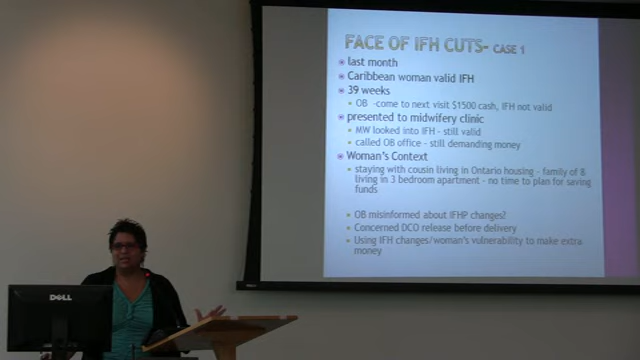 FACE OF IFH CUTS- CASE 1
last month
Caribbean woman valid IFH
39 weeks
OB -come to next visit $1500 cash, IFH not valid
presented to midwifery clinic
MW looked into IFH - still valid
called OB office - still demanding money
Woman's Context
staying with cousin living in Ontario housing - family of 8
living in 3 bedroom apartment - no time to plan for saving
funds
OB misinformed about IFHP changes?
Concerned DCO release before delivery
Using IFH changes/woman's vulnerability to make extra
money
DELL